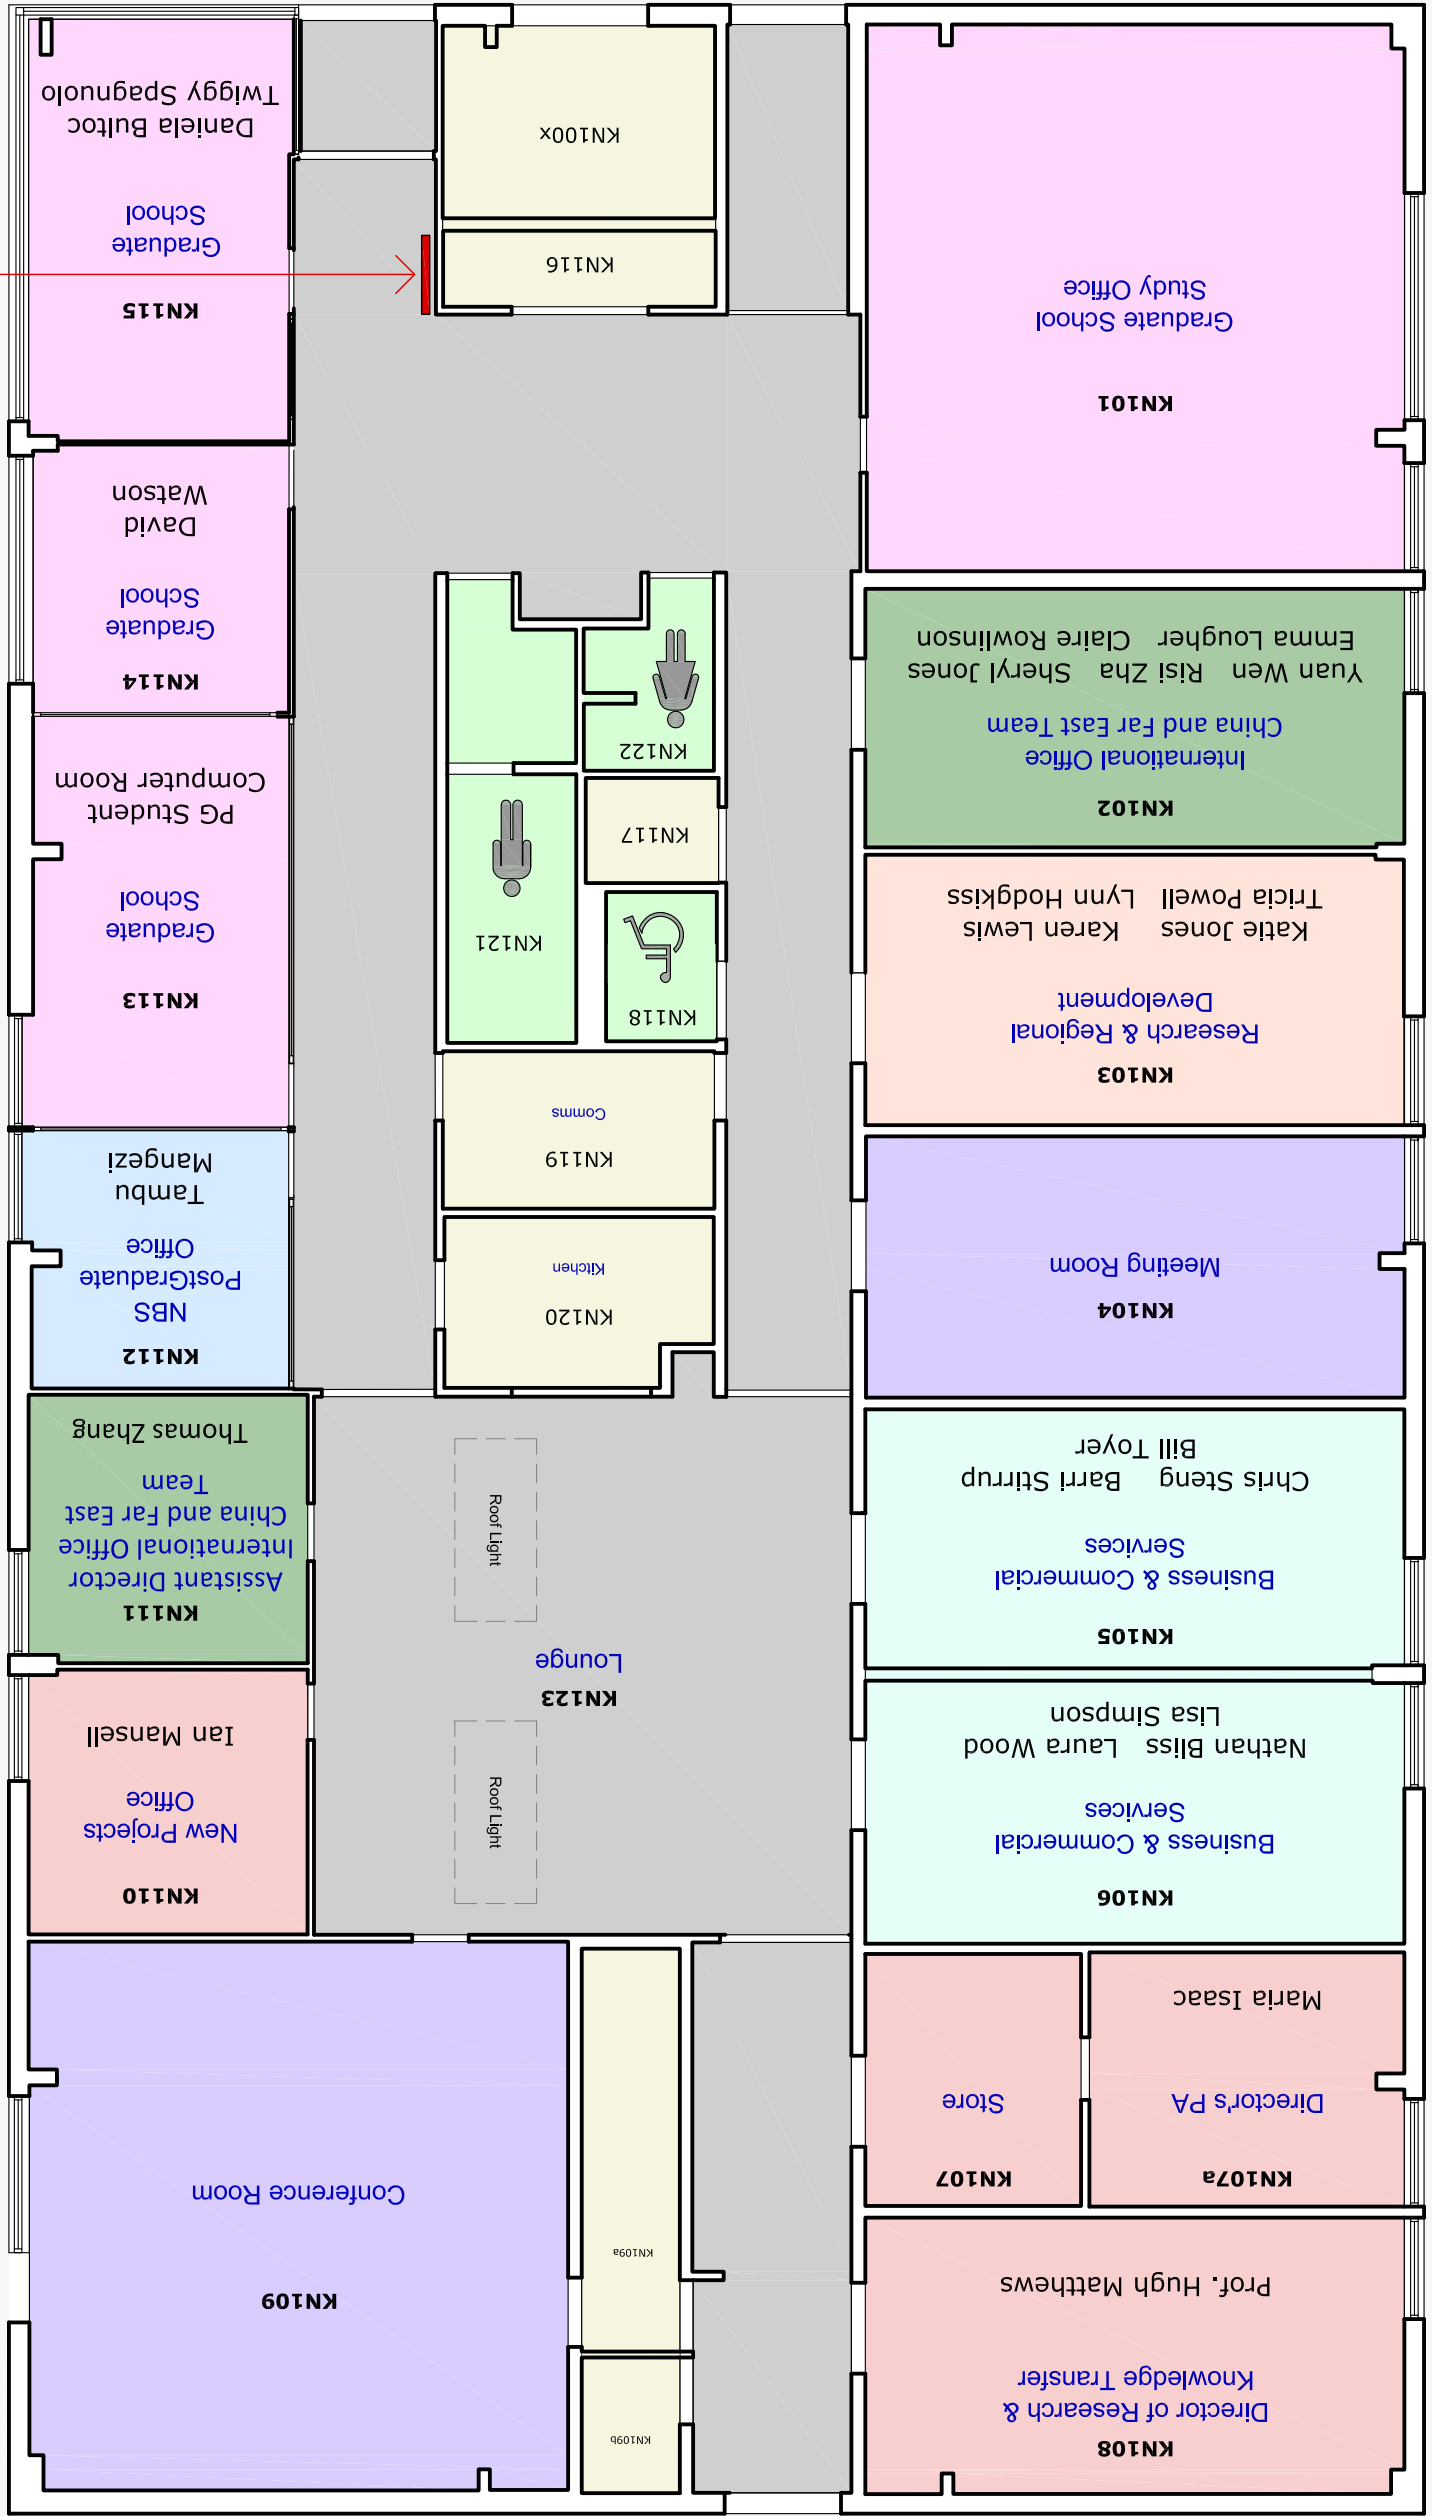 KN108
Director of Research &
Knowledge Transfer
Prof. Hugh Matthews
KN109b
KN109a
KN109
Conference Room
KN107a
Director's PA
Maria Isaac
KN107
Store
KN106
Business & Commercial
Services
Nathan Bliss Laura Wood
Lisa Simpson
KN110
New Projects
Office
Ian Mansell
KN123
Lounge
Roof Light
Roof Light
KN105
Business & Commercial
Services
Chris Steng Barri Stirrup
Bill Toyer
KN111
Assistant Director
International Office
China and Far East
Team
Thomas Zhang
KN104
Meeting Room
KN120
Kitchen
KN112
NBS
PostGraduate
Office
Tambu
Mangezi
KN119
Comms
KN103
Research & Regional
Development
Katie Jones Karen Lewis
Tricia Powell Lynn Hodgkiss
KN118
KN121
KN113
Graduate
School
PG Student
Computer Room
KN117
KN122
KN102
International Office
China and Far East Team
Yuan Wen Risi Zha Sheryl Jones
Emma Lougher Claire Rowlinson
KN114
Graduate
School
David
Watson
KN101
Graduate School
Study Office
KN115
Graduate
School
Daniela Bultoc
Twiggy Spagnuolo
KN116
KN100x